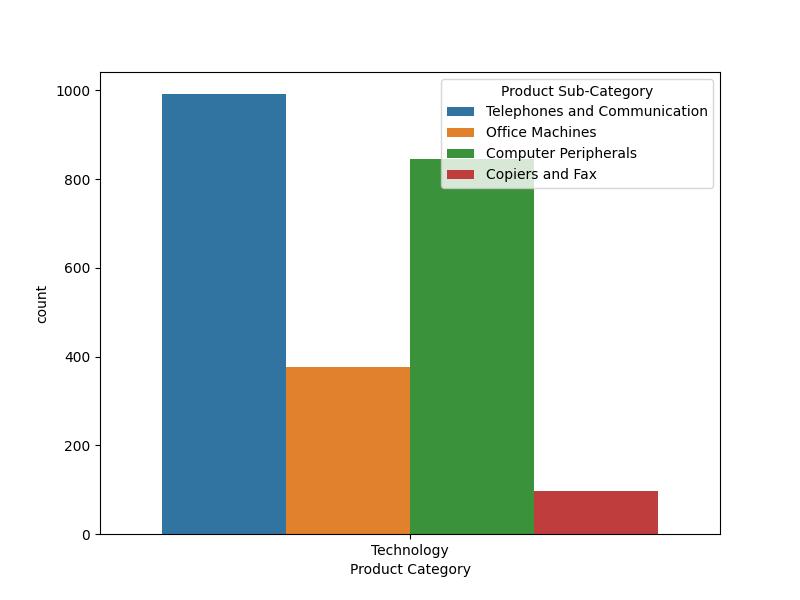 1000
800
600
400
200
0
count
Product Sub-Category
Telephones and Communication
Office Machines
Computer Peripherals
Copiers and Fax
Technology
Product Category